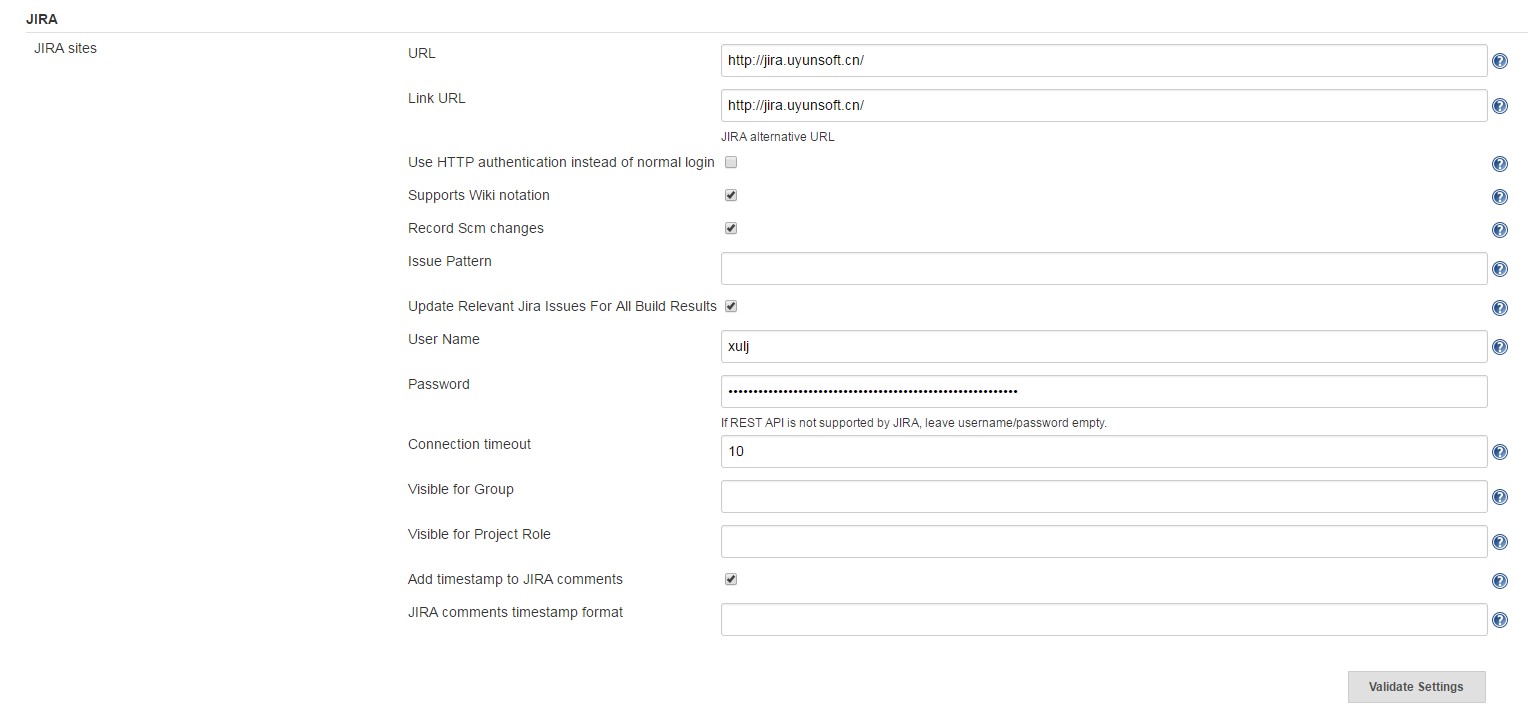 JIRA
JIRA sites
URL
http://jira.uyunsoft.cn/
Link URL
http://jira.uyunsoft.cn/
JIRA alternative URL
Use HTTP authentication instead of normal login
Supports Wiki notation
Record Scm changes
Issue Pattern
Update Relevant Jira Issues For All Build Results
User Name
xulj
Password
••••••••••••••••••••••••••••••••••••••••••••••••••••••••••
If REST API is not supported by JIRA, leave username/password empty.
Connection timeout
10
Visible for Group
Visible for Project Role
Add timestamp to JIRA comments
JIRA comments timestamp format
Validate Settings